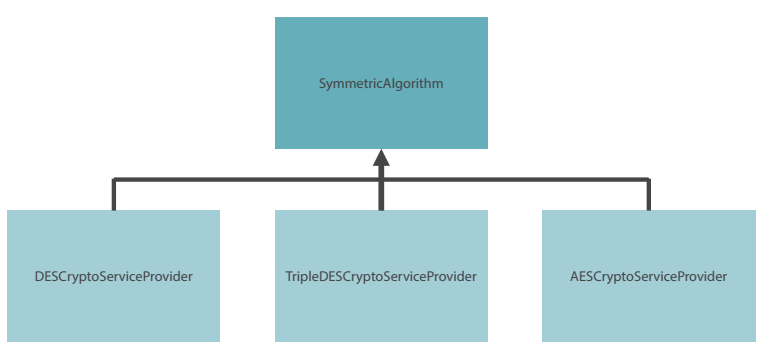 SymmetricAlgorithm
DESCryptoServiceProvider
TripleDESCryptoServiceProvider
AESCryptoServiceProvider